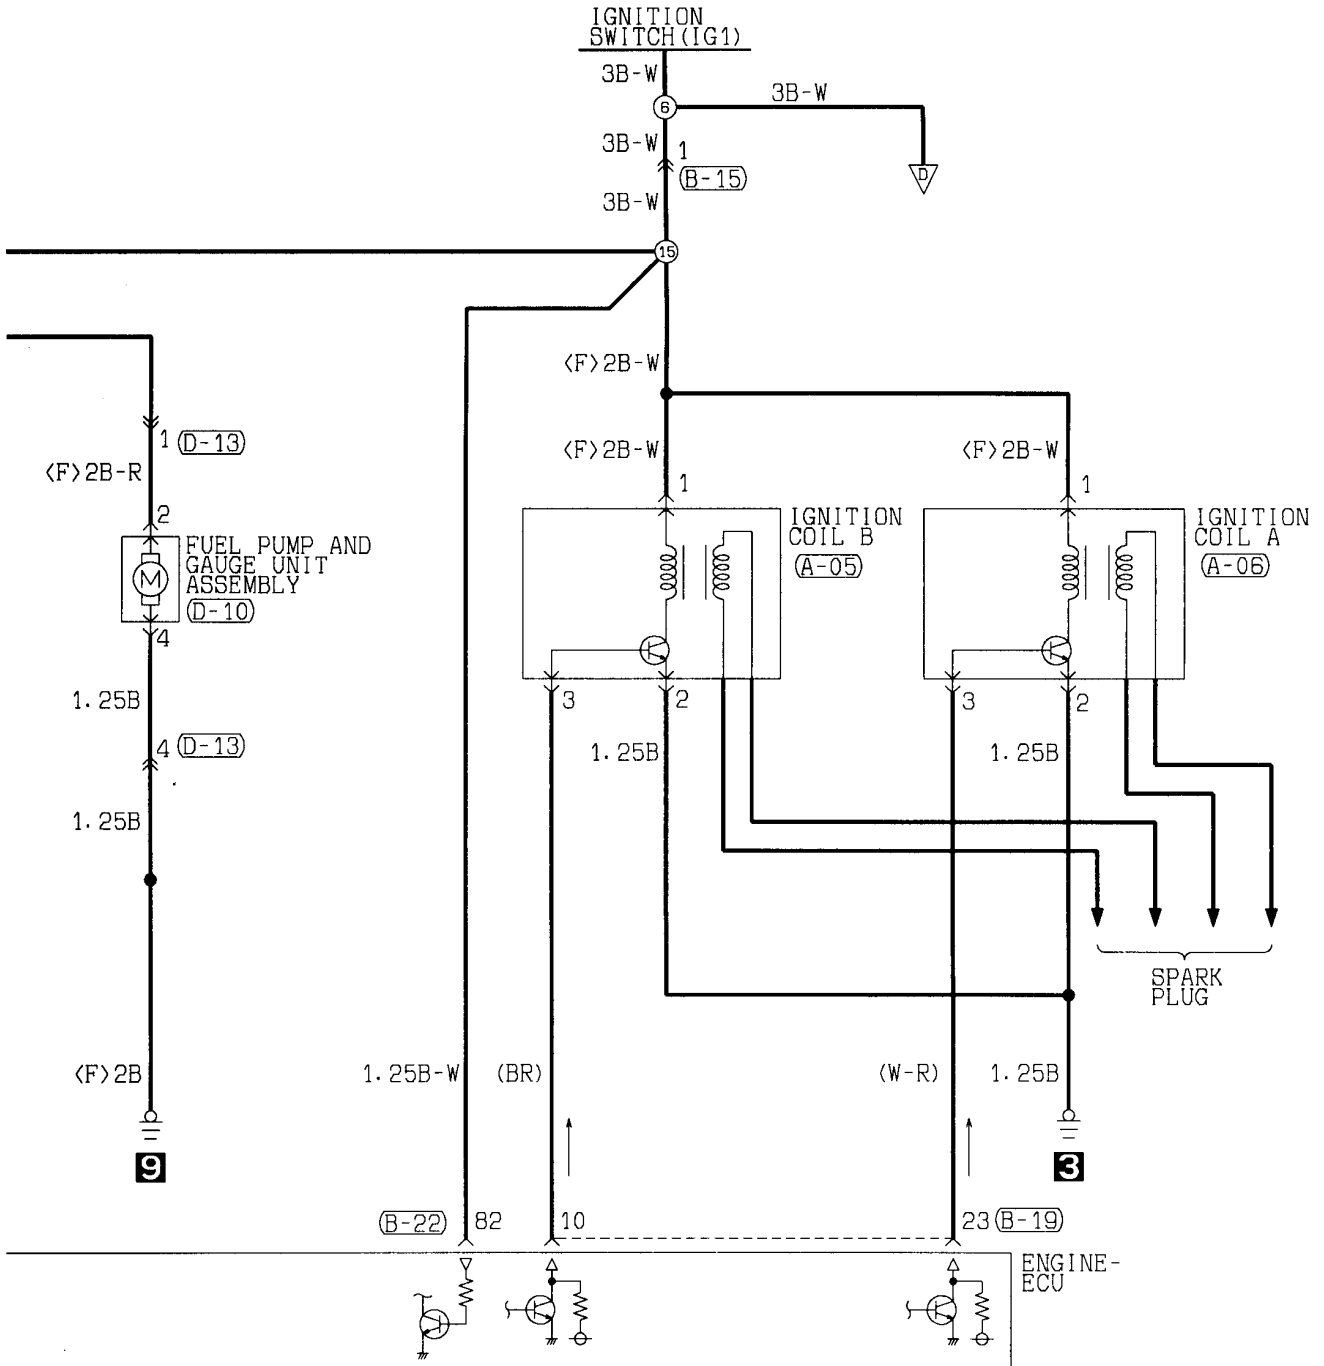 IGNITION
SWITCH(IG1)
3B-W
6
3B-W
3B-W
1
B-15
D
3B-W
15
<F>2B-W
1
D-13
<F>2B-R
<F>2B-W
<F>2B-W
2
1
1
FUEL PUMP AND
GAUGE UNIT
ASSEMBLY
D-10
M
IGNITION
COIL B
A-05
IGNITION
COIL A
A-06
4
3
2
3
2
1.25B
4
D-13
1.25B
1.25B
1.25B
SPARK
PLUG
<F>2B
1.25B-W
(BR)
(W-R)
1.25B
9
3
B-22
82
10
23
B-19
ENGINE-
ECU